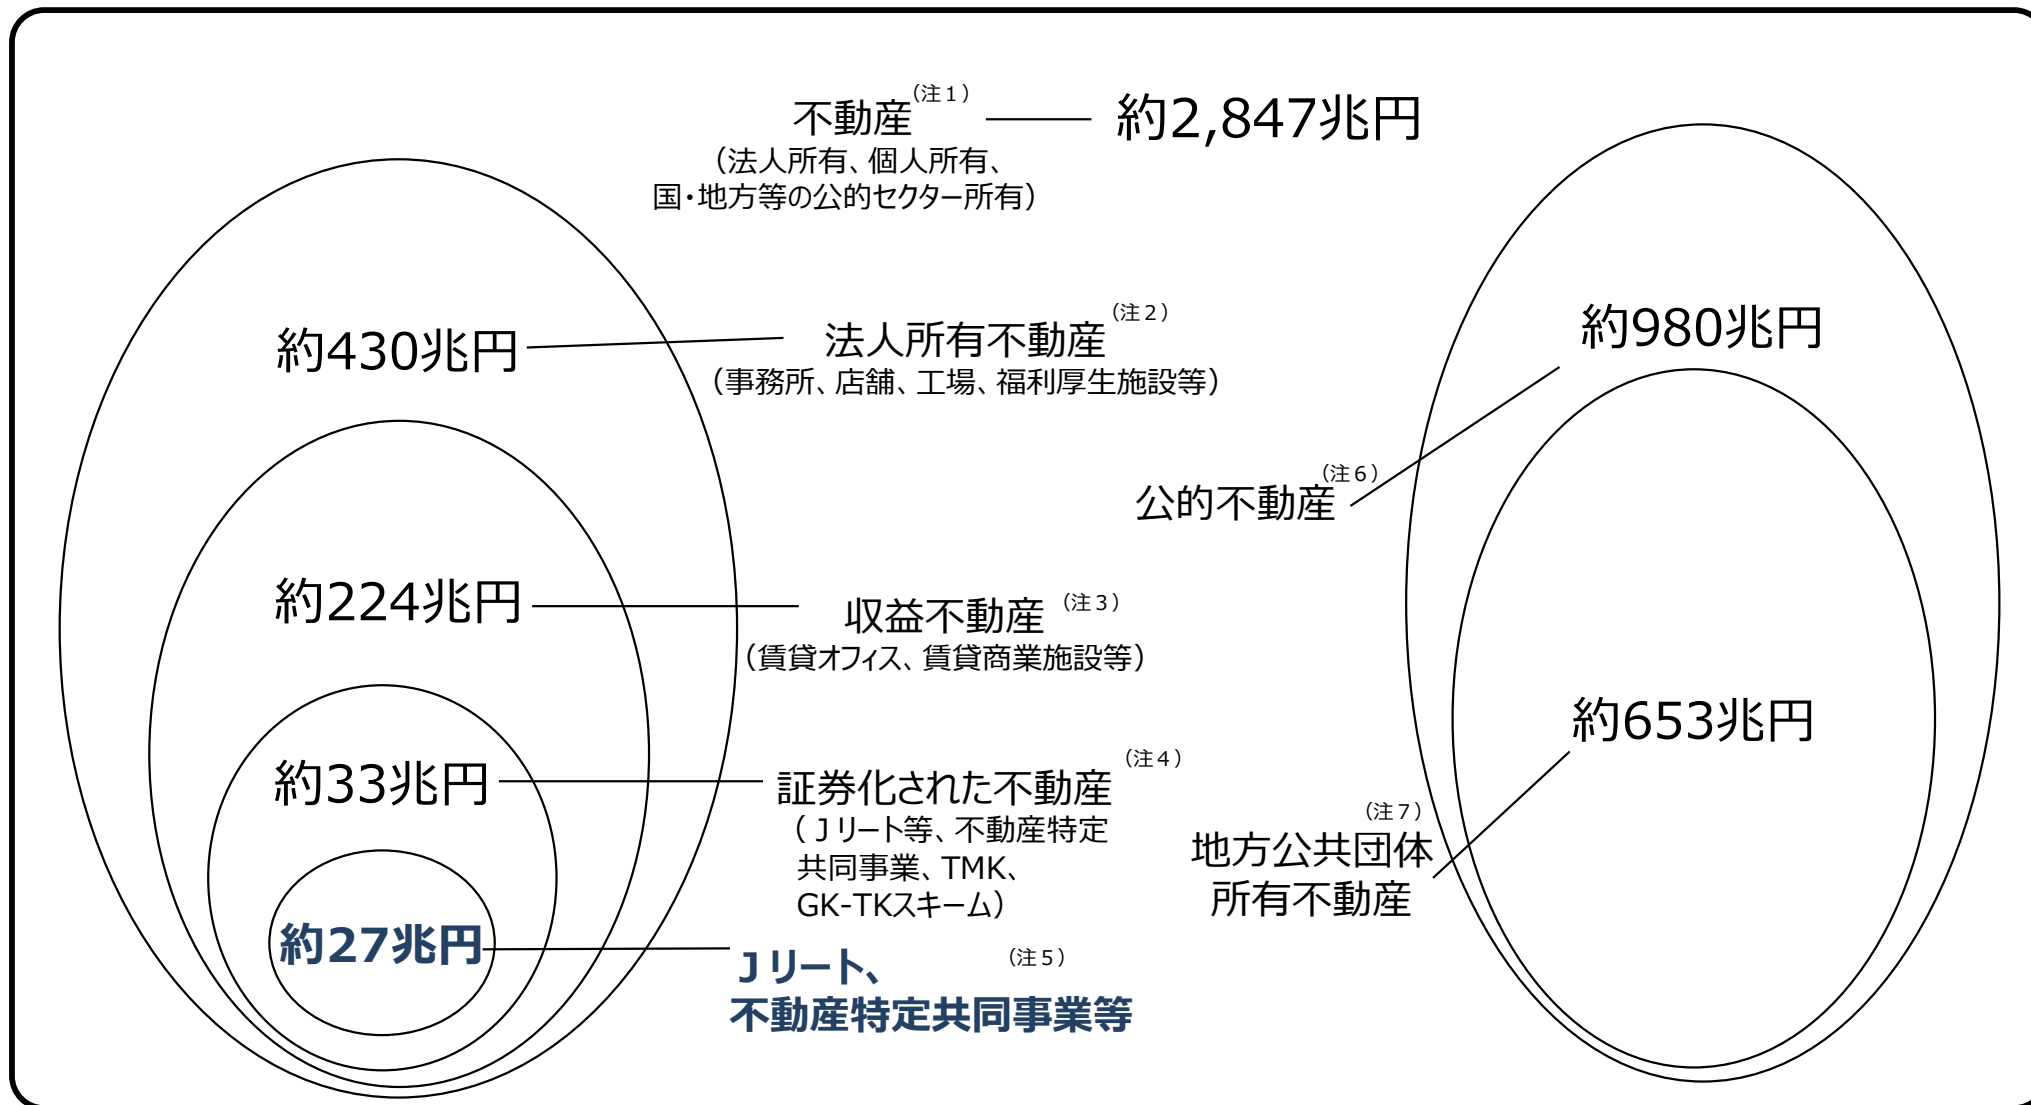 不動産(注1)
約2,847兆円
(法人所有、個人所有、
国・地方等の公的セクター所有)
約430兆円
法人所有不動産(注2)
(事務所、店舗、工場、福利厚生施設等)
約980兆円
公的不動産(注6)
約224兆円
収益不動産(注3)
(賃貸オフィス、賃貸商業施設等)
約653兆円
約33兆円
証券化された不動産(注4)
(Jリート等、不動産特定
共同事業、TMK、
GK-TKスキーム)
地方公共団体(注7)
所有不動産
約27兆円
Jリート、(注5)
不動産特定共同事業等